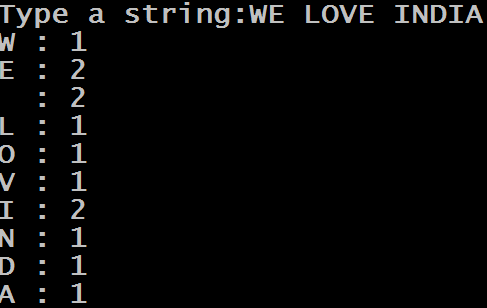 Type a string:WE LOVE INDIA
W : 1
E : 2
  : 2
L : 1
O : 1
V : 1
I : 2
N : 1
D : 1
A : 1